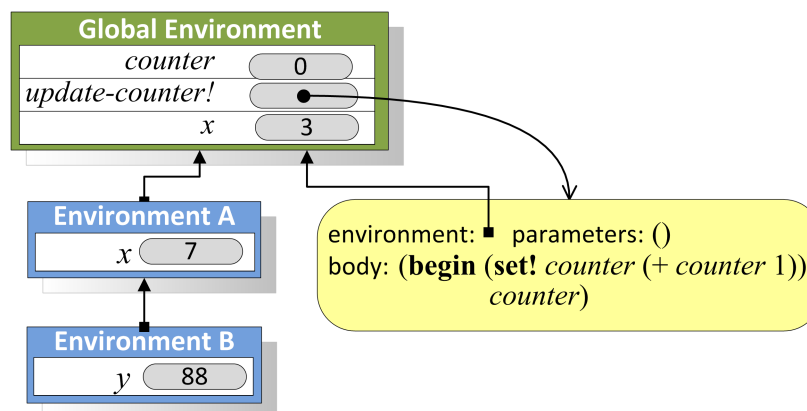 Global Environment
counter 0
update-counter!
x 3
Environment A
x 7
environment: parameters: ()
body: (begin (set! counter (+ counter 1))
counter)
Environment B
y 88